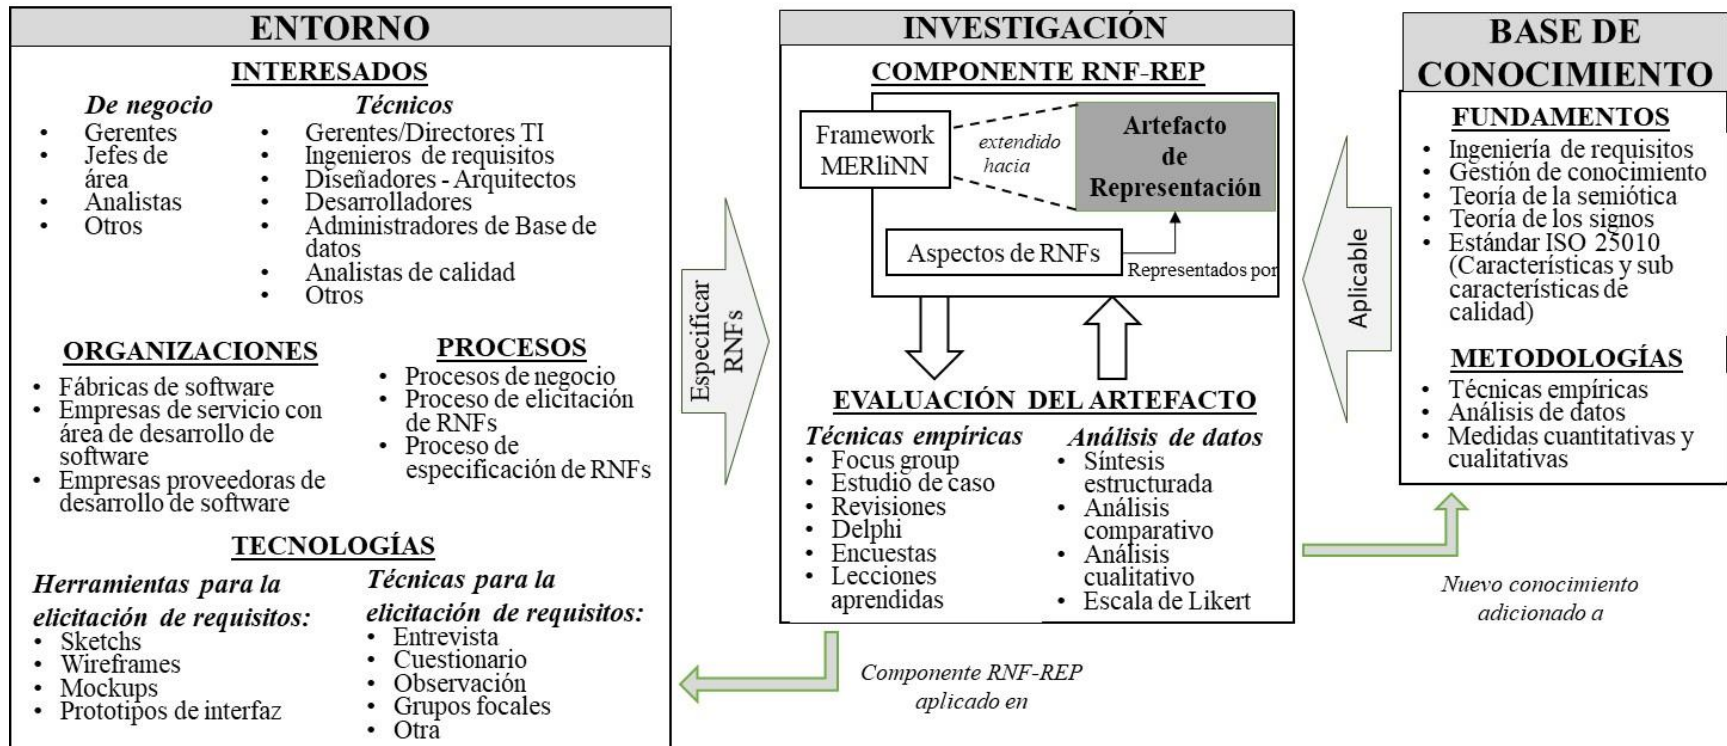 ENTORNO
INTERESADOS
De negocio
• Gerentes
• Jefes de
área
• Analistas
• Otros
Técnicos
• Gerentes/Directores TI
• Ingenieros de requisitos
• Diseñadores - Arquitectos
• Desarrolladores
• Administradores de Base de
datos
• Analistas de calidad
• Otros
ORGANIZACIONES
• Fábricas de software
• Empresas de servicio con
área de desarrollo de
software
• Empresas proveedoras de
desarrollo de software
PROCESOS
• Procesos de negocio
• Proceso de elicitación
de RNFs
• Proceso de
especificación de RNFs
TECNOLOGÍAS
Herramientas para la
elicitación de requisitos:
• Sketchs
• Wireframes
• Mockups
• Prototipos de interfaz
Técnicas para la
elicitación de requisitos:
• Entrevista
• Cuestionario
• Observación
• Grupos focales
• Otra
Especificar
RNFs
INVESTIGACIÓN
COMPONENTE RNF-REP
Framework
MERliNN
extendido
hacia
Artefacto
de
Representación
Aspectos de RNFs
Representados por
EVALUACIÓN DEL ARTEFACTO
Técnicas empíricas
• Focus group
• Estudio de caso
• Revisiones
• Delphi
• Encuestas
• Lecciones
aprendidas
Análisis de datos
• Síntesis
estructurada
• Análisis
comparativo
• Análisis
cualitativo
• Escala de Likert
Componente RNF-REP
aplicado en
Aplicable
BASE DE
CONOCIMIENTO
FUNDAMENTOS
• Ingeniería de requisitos
• Gestión de conocimiento
• Teoría de la semiótica
• Teoría de los signos
• Estándar ISO 25010
(Características y sub
características de
calidad)
METODOLOGÍAS
• Técnicas empíricas
• Análisis de datos
• Medidas cuantitativas y
cualitativas
Nuevo conocimiento
adicionado a